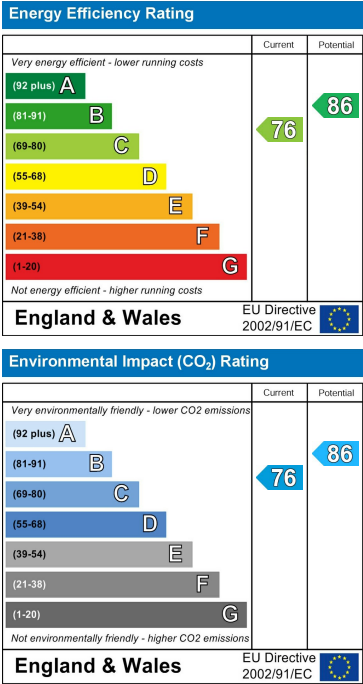 Energy Efficiency Rating
Current Potential
Very energy efficient - lower running costs
(92 plus) A
(81-91) B
(69-80) C
(55-68) D
(39-54) E
(21-38) F
(1-20) G
76
86
Not energy efficient - higher running costs
England & Wales
EU Directive
2002/91/EC
Environmental Impact (CO₂) Rating
Current Potential
Very environmentally friendly - lower CO2 emissions
(92 plus) A
(81-91) B
(69-80) C
(55-68) D
(39-54) E
(21-38) F
(1-20) G
76
86
Not environmentally friendly - higher CO2 emissions
England & Wales
EU Directive
2002/91/EC